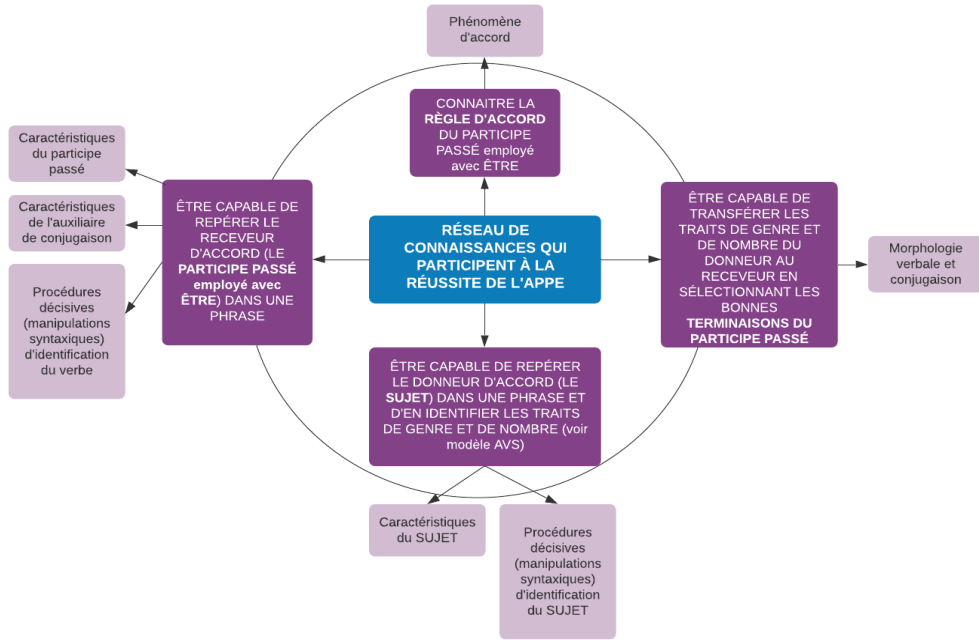 Phénomène
d'accord
CONNAITRE LA
RÈGLE D'ACCORD
DU PARTICIPE
PASSÉ employé
avec ÊTRE
Caractéristiques
du participe
passé
Caractéristiques
de l'auxiliaire
de conjugaison
Procédures
décisives
(manipulations
syntaxiques)
d'identification
du verbe
ÊTRE CAPABLE DE
REPÉRER LE
RECEVEUR
D'ACCORD (LE
PARTICIPE PASSÉ
employé avec
ÊTRE) DANS UNE
PHRASE
RÉSEAU DE
CONNAISSANCES QUI
PARTICIPENT À LA
RÉUSSITE DE L'APPE
ÊTRE CAPABLE DE
TRANSFÉRER LES
TRAITS DE GENRE ET
DE NOMBRE DU
DONNEUR AU
RECEVEUR EN
SÉLECTIONNANT LES
BONNES
TERMINAISONS DU
PARTICIPE PASSÉ
Morphologie
verbale et
conjugaison
ÊTRE CAPABLE DE REPÉRER
LE DONNEUR D'ACCORD (LE
SUJET) DANS UNE PHRASE ET
D'EN IDENTIFIER LES TRAITS
DE GENRE ET DE NOMBRE (voir
modèle AVS)
Caractéristiques
du SUJET
Procédures
décisives
(manipulations
syntaxiques)
d'identification
du SUJET